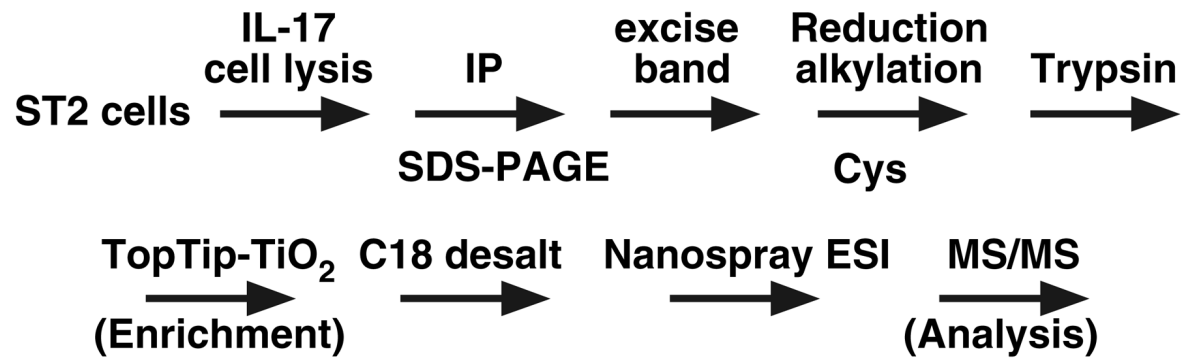 ST2 cells
IL-17
cell lysis
IP
SDS-PAGE
excise
band
Reduction
alkylation
Cys
Trypsin
TopTip-TiO2
(Enrichment)
C18 desalt
Nanospray ESI
MS/MS
(Analysis)